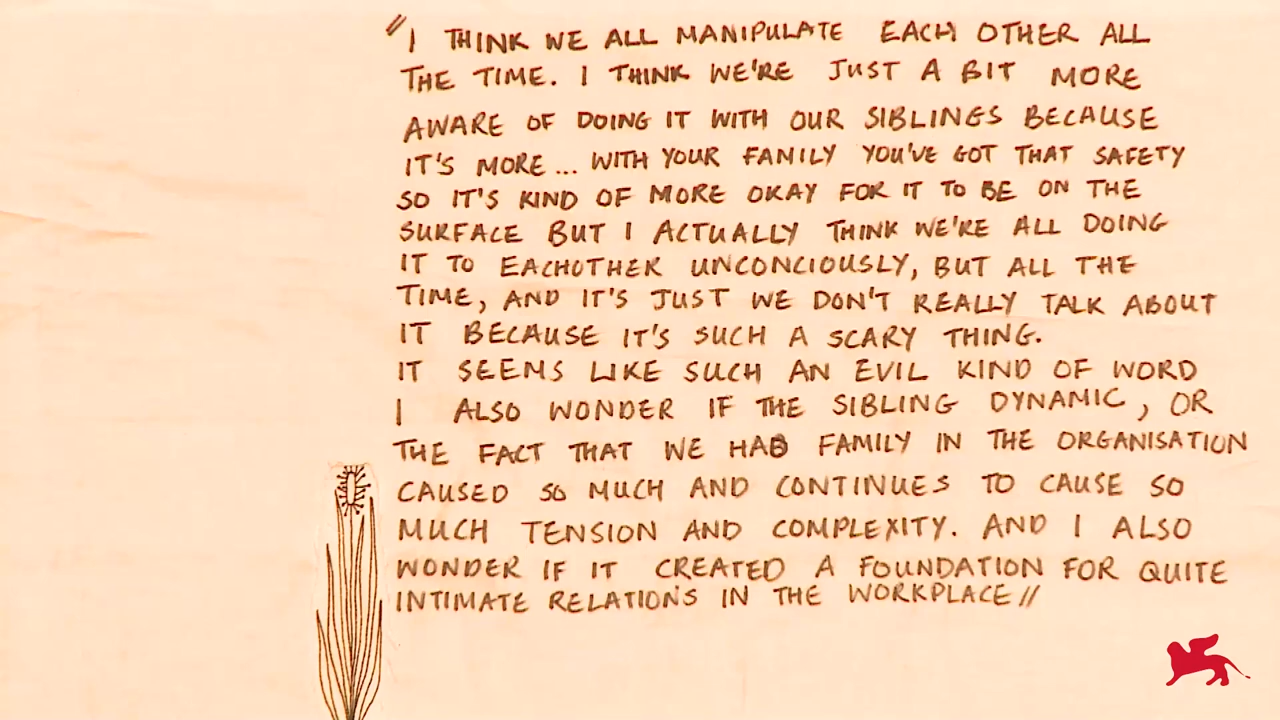 "I THINK WE ALL MANIPULATE EACH OTHER ALL
THE TIME. I THINK WE'RE JUST A BIT MORE
AWARE OF DOING IT WITH OUR SIBLINGS BECAUSE
IT'S MORE... WITH YOUR FAMILY YOU'VE GOT THAT SAFETY
SO IT'S KIND OF MORE OKAY FOR IT TO BE ON THE
SURFACE BUT I ACTUALLY THINK WE'RE ALL DOING
IT TO EACHOTHER UNCONCIOUSLY, BUT ALL THE
TIME, AND IT'S JUST WE DON'T REALLY TALK ABOUT
IT BECAUSE IT'S SUCH A SCARY THING.
IT SEEMS LIKE SUCH AN EVIL KIND OF WORD
I ALSO WONDER IF THE SIBLING DYNAMIC, OR
THE FACT THAT WE HAD FAMILY IN THE ORGANISATION
CAUSED SO MUCH AND CONTINUES TO CAUSE SO
MUCH TENSION AND COMPLEXITY. AND I ALSO
WONDER IF IT CREATED A FOUNDATION FOR QUITE
INTIMATE RELATIONS IN THE WORKPLACE"